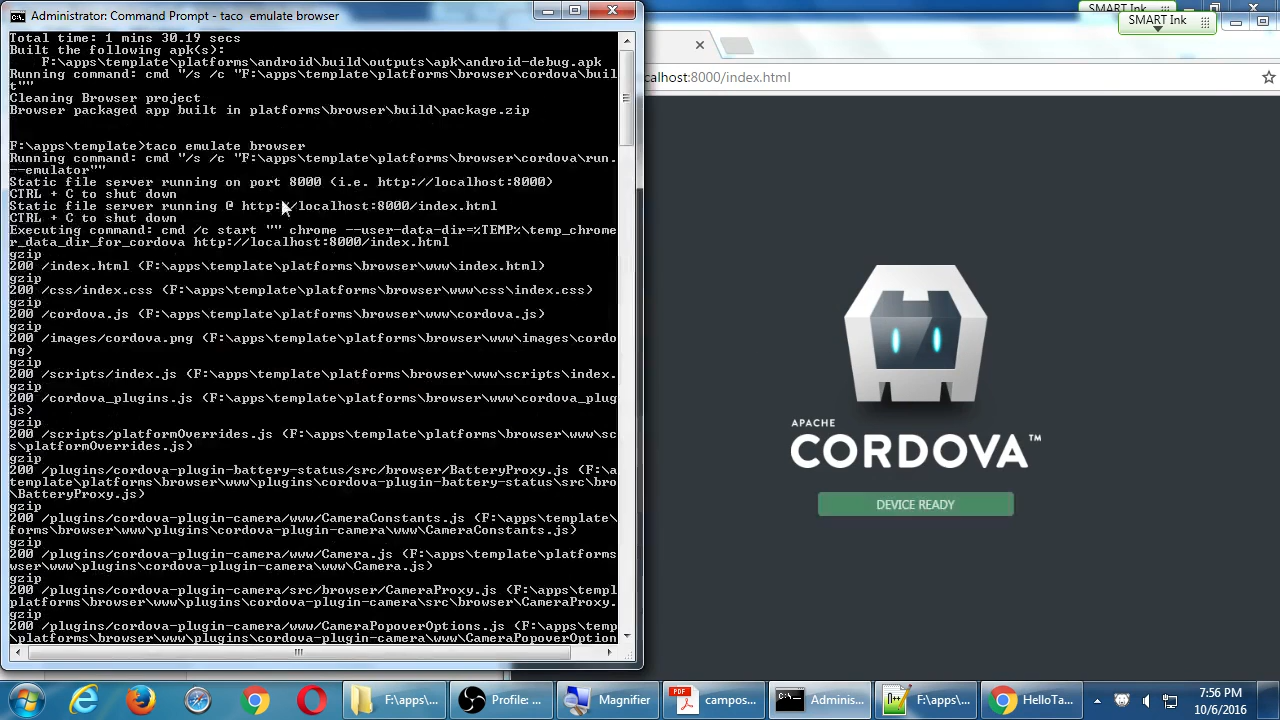 Administrator: Command Prompt - taco emulate browser
Total time: 1 mins 30.19 secs
Built the following apk(s):
F:\apps\template\platforms\android\build\outputs\apk\android-debug.apk
Running command: cmd "/s /c "F:\apps\template\platforms\browser\cordova\buil
t""
Cleaning Browser project
Browser packaged app built in platforms\browser\build\package.zip
F:\apps\template>taco emulate browser
Running command: cmd "/s /c "F:\apps\template\platforms\browser\cordova\run.
--emulator""
Static file server running on port 8000 (i.e. http://localhost:8000)
CTRL + C to shut down
Static file server running @ http://localhost:8000/index.html
CTRL + C to shut down
Executing command: cmd /c start "" chrome --user-data-dir=%TEMP%\temp_chrome
r_data_dir_for_cordova http://localhost:8000/index.html
gzip
200 /index.html (F:\apps\template\platforms\browser\www\index.html)
gzip
200 /css/index.css (F:\apps\template\platforms\browser\www\css\index.css)
gzip
200 /cordova.js (F:\apps\template\platforms\browser\www\cordova.js)
gzip
200 /images/cordova.png (F:\apps\template\platforms\browser\www\images\cordo
ng)
gzip
200 /scripts/index.js (F:\apps\template\platforms\browser\www\scripts\index.
gzip
200 /cordova_plugins.js (F:\apps\template\platforms\browser\www\cordova_plug
js)
gzip
200 /scripts/platformOverrides.js (F:\apps\template\platforms\browser\www\sc
s\platformOverrides.js)
gzip
200 /plugins/cordova-plugin-battery-status/src/browser/BatteryProxy.js (F:\a
template\platforms\browser\www\plugins\cordova-plugin-battery-status\src\bro
\BatteryProxy.js)
gzip
200 /plugins/cordova-plugin-camera/www/CameraConstants.js (F:\apps\template\
forms\browser\www\plugins\cordova-plugin-camera\www\CameraConstants.js)
gzip
200 /plugins/cordova-plugin-camera/www/Camera.js (F:\apps\template\platforms
wser\www\plugins\cordova-plugin-camera\www\Camera.js)
gzip
200 /plugins/cordova-plugin-camera/src/browser/CameraProxy.js (F:\apps\templ
platforms\browser\www\plugins\cordova-plugin-camera\src\browser\CameraProxy.
gzip
200 /plugins/cordova-plugin-camera/www/CameraPopoverOptions.js (F:\apps\temp
\platforms\browser\www\plugins\cordova-plugin-camera\www\CameraPopoverOption
SMART Ink
SMART Ink
calhost:8000/index.html
APACHE
CORDOVA™
DEVICE READY
F:\apps\...
Profile: ...
Magnifier
PDF
campos...
Adminis...
F:\apps\...
HelloTa...
7:56 PM
10/6/2016